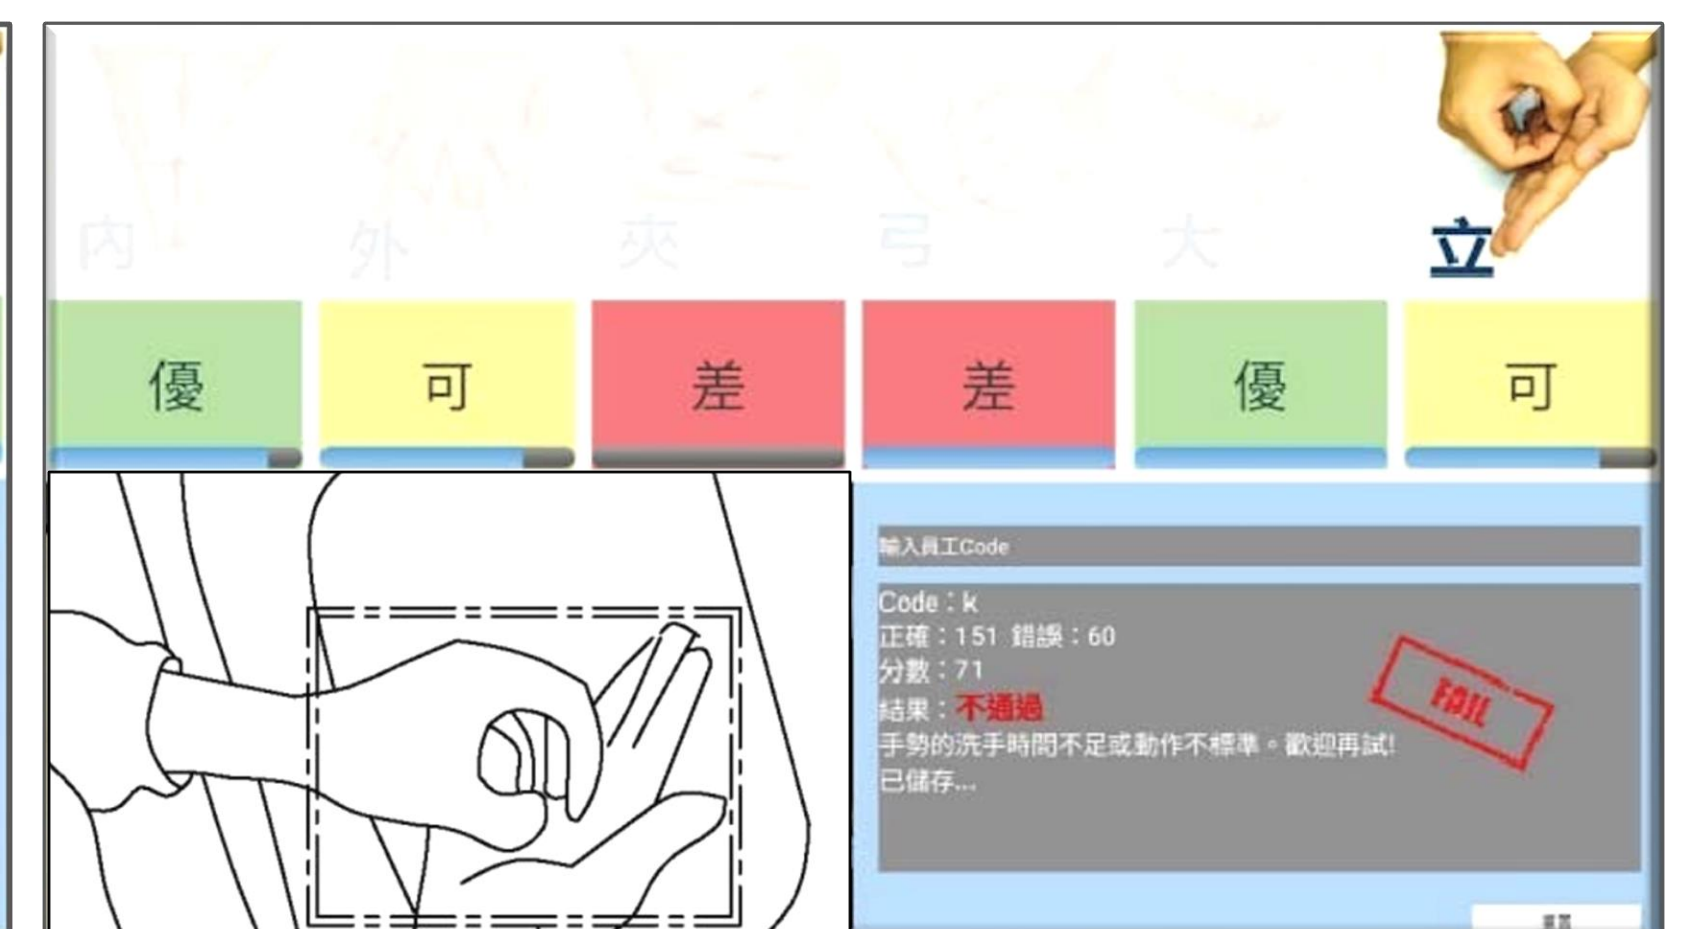 內 外 夾 弓 大 立
優 可 差 差 優 可
輸入員工Code
Code：k
正確：151 錯誤：60
分數：71
結果：不通過
FAIL
手勢的洗手時間不足或動作不標準。歡迎再試!
已儲存...